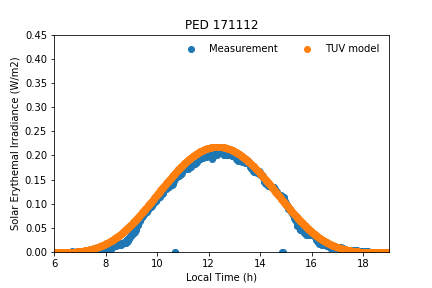 PED 171112
Measurement
TUV model
Solar Erythemal Irradiance (W/m2)
0.45
0.40
0.35
0.30
0.25
0.20
0.15
0.10
0.05
0.00
6 8 10 12 14 16 18
Local Time (h)